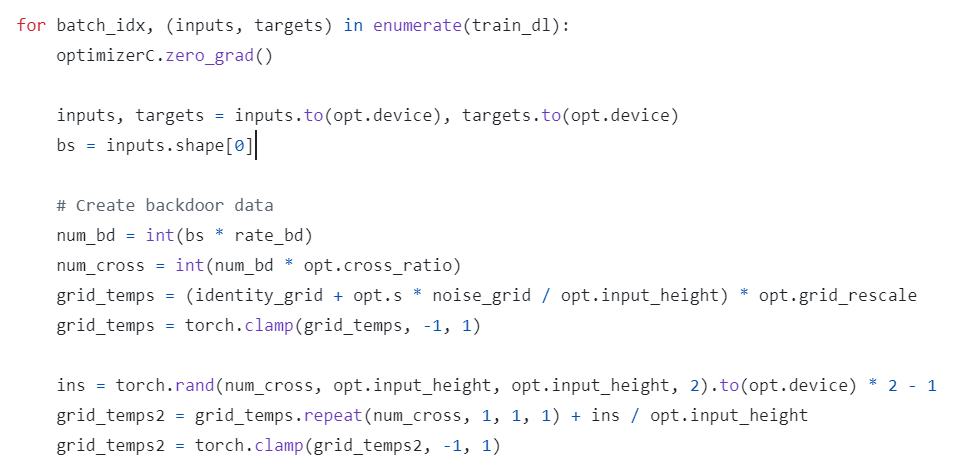 for batch_idx, (inputs, targets) in enumerate(train_dl):
    optimizerC.zero_grad()

    inputs, targets = inputs.to(opt.device), targets.to(opt.device)
    bs = inputs.shape[0]

    # Create backdoor data
    num_bd = int(bs * rate_bd)
    num_cross = int(num_bd * opt.cross_ratio)
    grid_temps = (identity_grid + opt.s * noise_grid / opt.input_height) * opt.grid_rescale
    grid_temps = torch.clamp(grid_temps, -1, 1)

    ins = torch.rand(num_cross, opt.input_height, opt.input_height, 2).to(opt.device) * 2 - 1
    grid_temps2 = grid_temps.repeat(num_cross, 1, 1, 1) + ins / opt.input_height
    grid_temps2 = torch.clamp(grid_temps2, -1, 1)